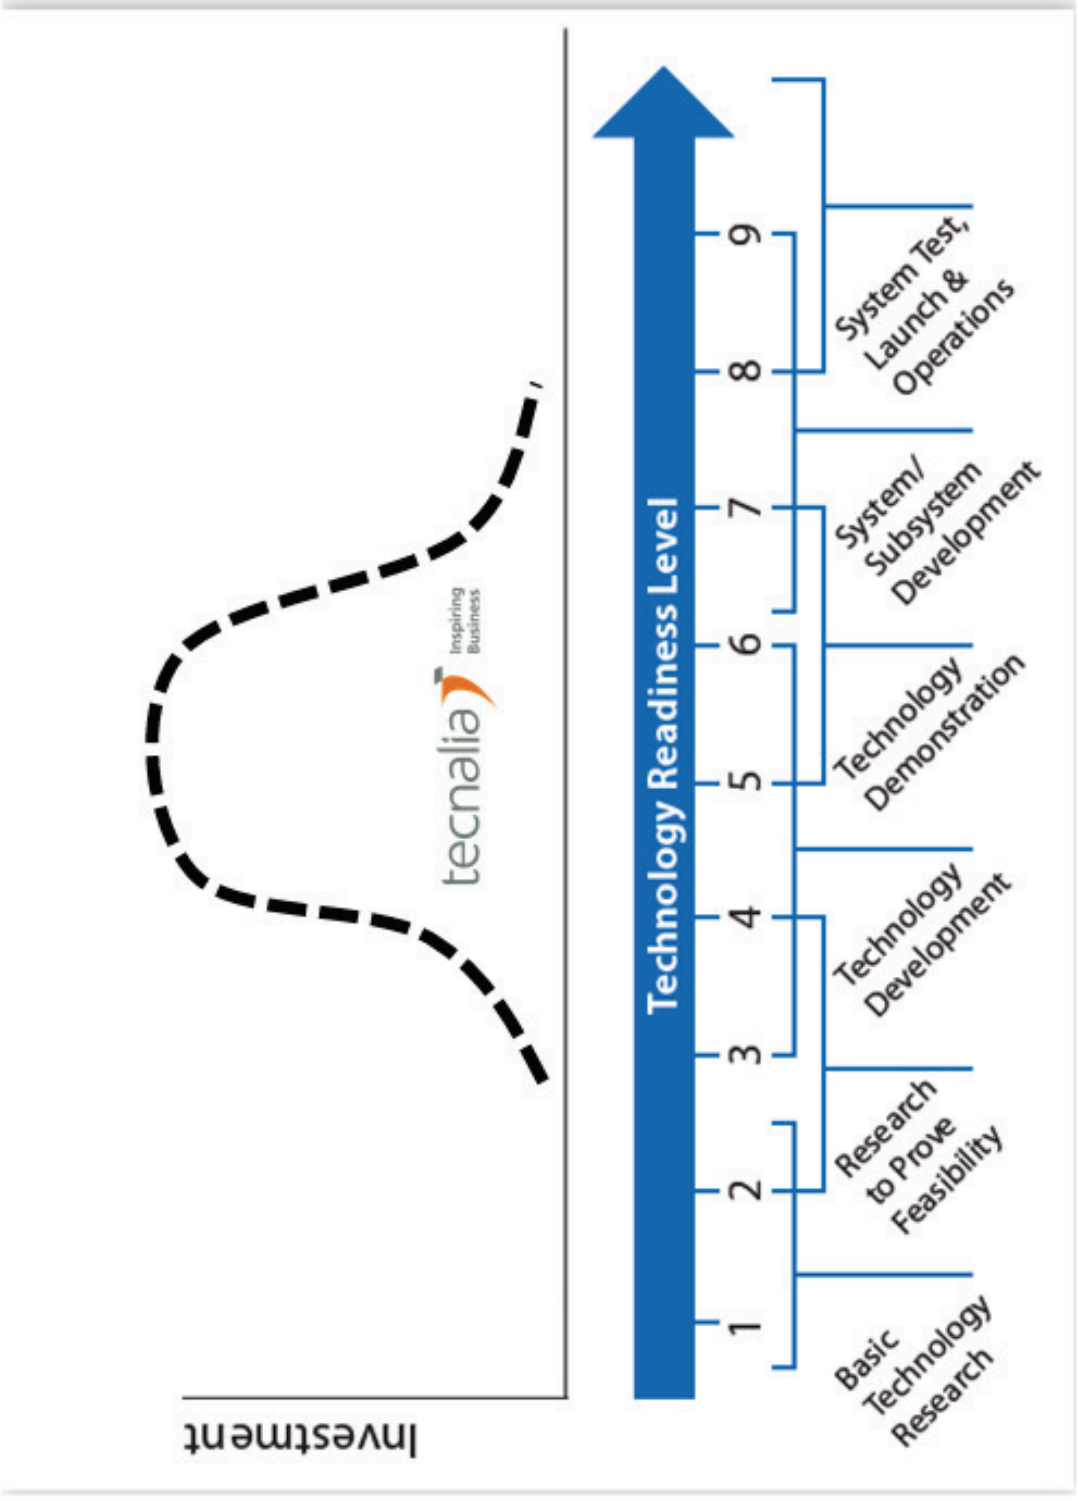 Investment
tecnalia
Inspiring
Business
Technology Readiness Level
1
2
3
4
5
6
7
8
9
Basic
Technology
Research
Research
to Prove
Feasibility
Technology
Development
Technology
Demonstration
System/
Subsystem
Development
System Test,
Launch &
Operations